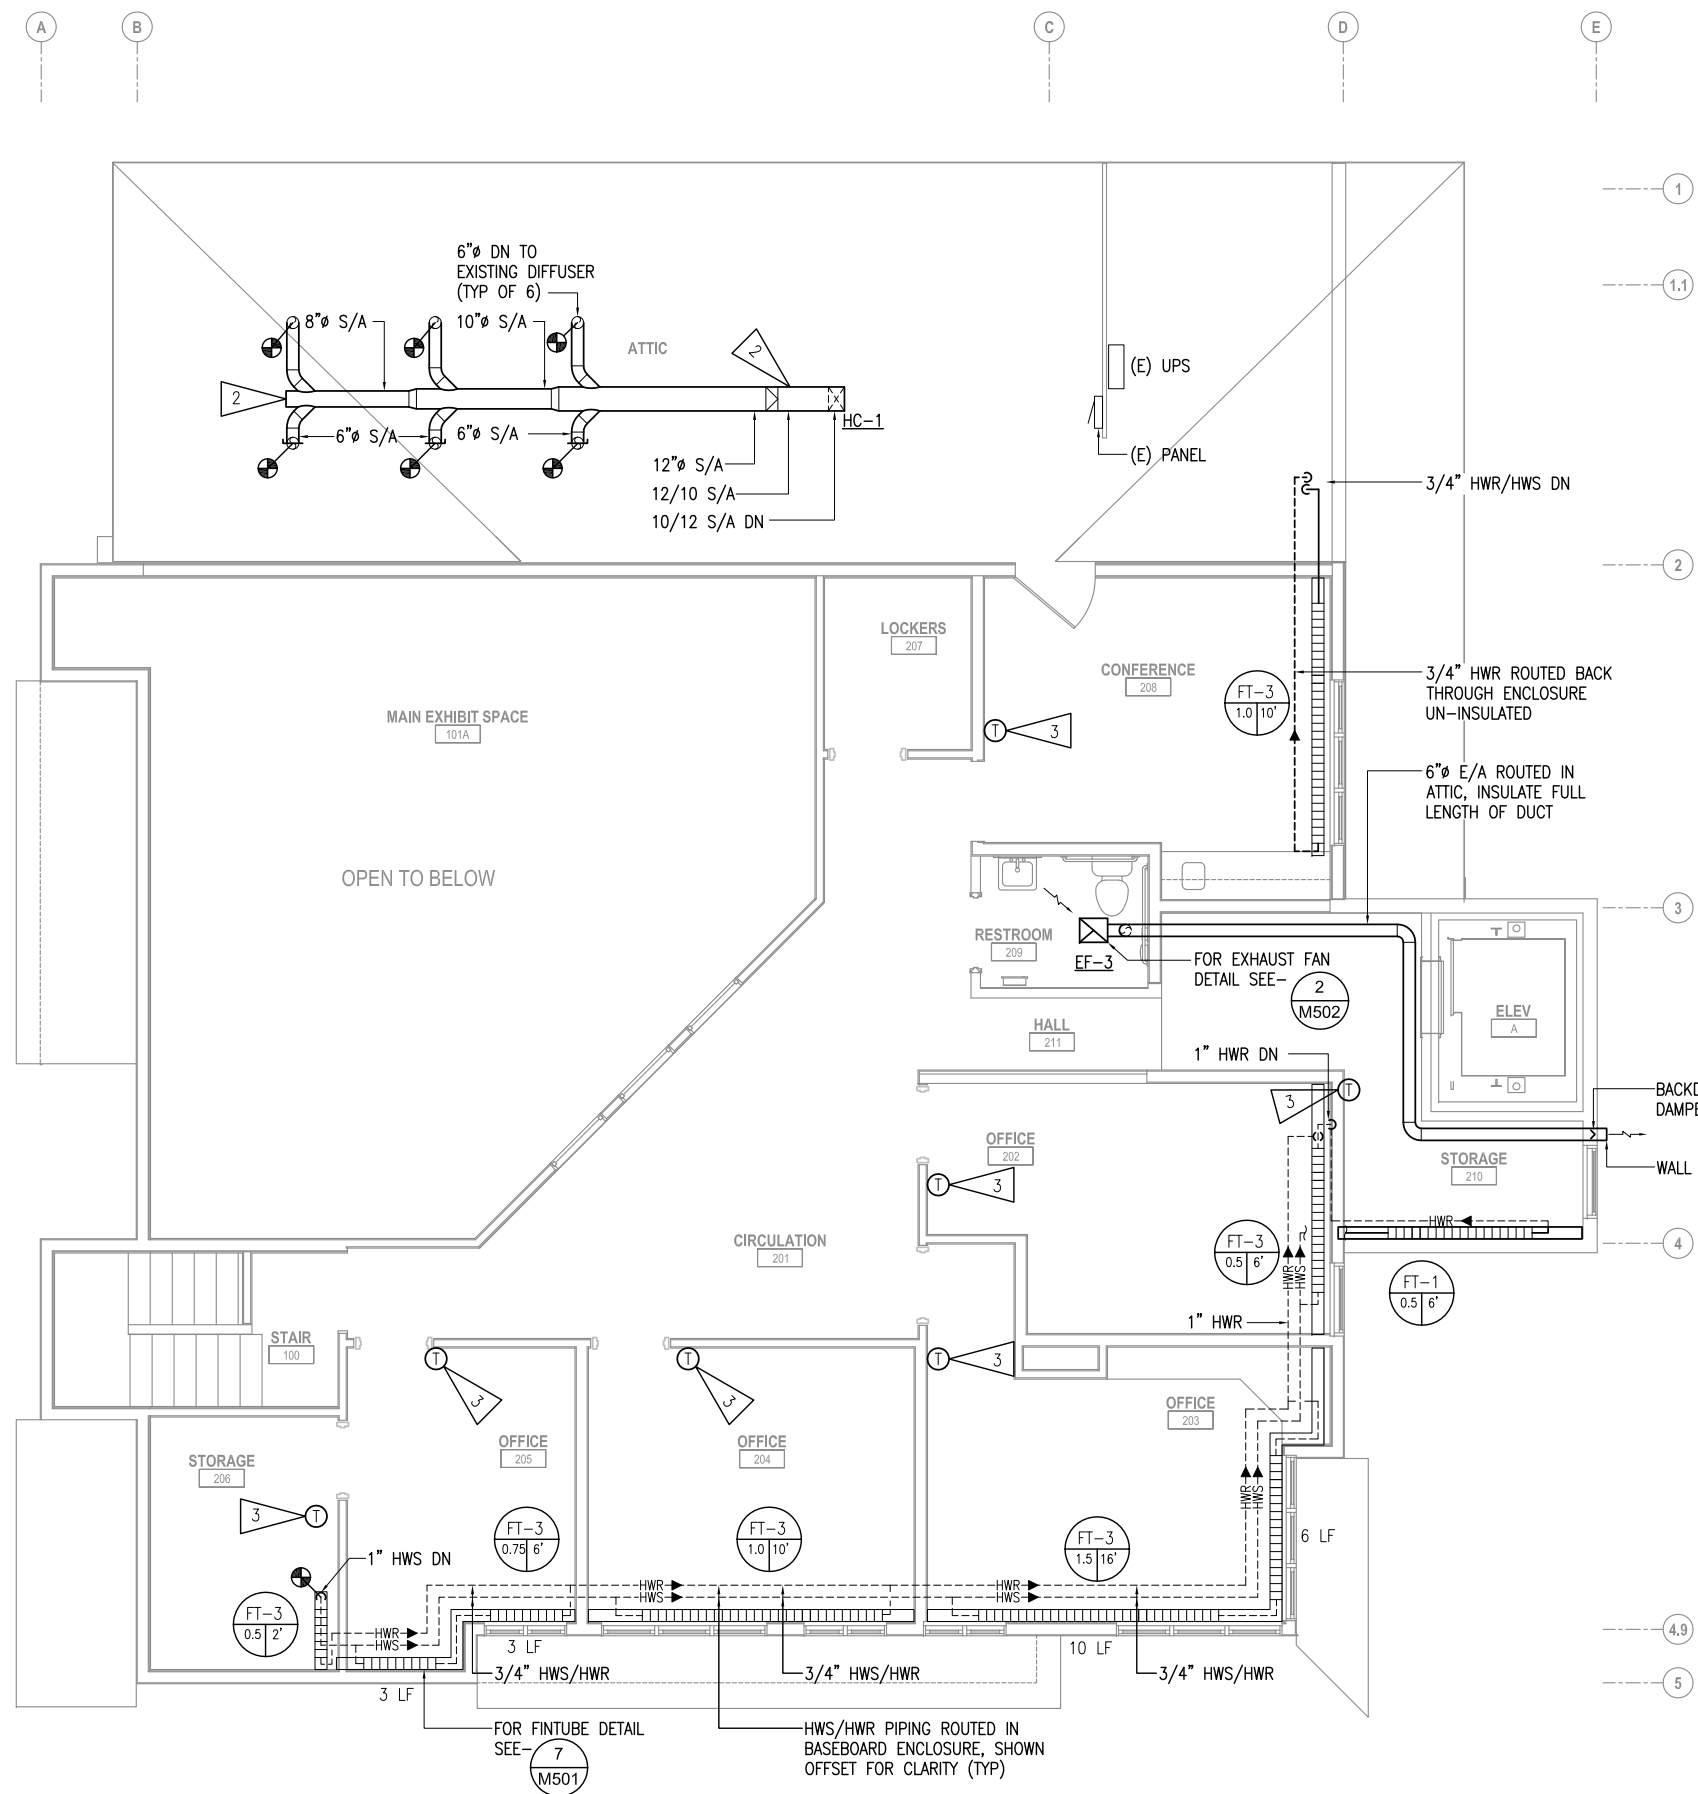 A
B
C
D
E
1
1.1
2
3
4
4.9
5
6"ø DN TO
EXISTING DIFFUSER
(TYP OF 6)
8"ø S/A
10"ø S/A
ATTIC
2
2
6"ø S/A
6"ø S/A
HC-1
12"ø S/A
12/10 S/A
10/12 S/A DN
(E) UPS
(E) PANEL
3/4" HWR/HWS DN
LOCKERS
207
CONFERENCE
208
FT-3
1.0 10'
3/4" HWR ROUTED BACK
THROUGH ENCLOSURE
UN-INSULATED
MAIN EXHIBIT SPACE
101A
T
3
6"ø E/A ROUTED IN
ATTIC, INSULATE FULL
LENGTH OF DUCT
OPEN TO BELOW
RESTROOM
209
EF-3
FOR EXHAUST FAN
DETAIL SEE-
2
M502
ELEV
A
HALL
211
1" HWR DN
3
T
BACKD
DAMPE
OFFICE
202
STORAGE
210
WALL
T
3
HWR
CIRCULATION
201
FT-3
0.5 6'
HWR
HWS
FT-1
0.5 6'
1" HWR
STAIR
100
T
3
T
3
T
3
OFFICE
203
OFFICE
205
OFFICE
204
STORAGE
206
HWR
HWS
3
T
FT-3
0.75 6'
FT-3
1.0 10'
FT-3
1.5 16'
6 LF
1" HWS DN
HWR
HWS
HWR
HWS
FT-3
0.5 2'
HWR
HWS
3 LF
10 LF
3/4" HWS/HWR
3/4" HWS/HWR
3/4" HWS/HWR
3 LF
FOR FINTUBE DETAIL
SEE-
7
M501
HWS/HWR PIPING ROUTED IN
BASEBOARD ENCLOSURE, SHOWN
OFFSET FOR CLARITY (TYP)